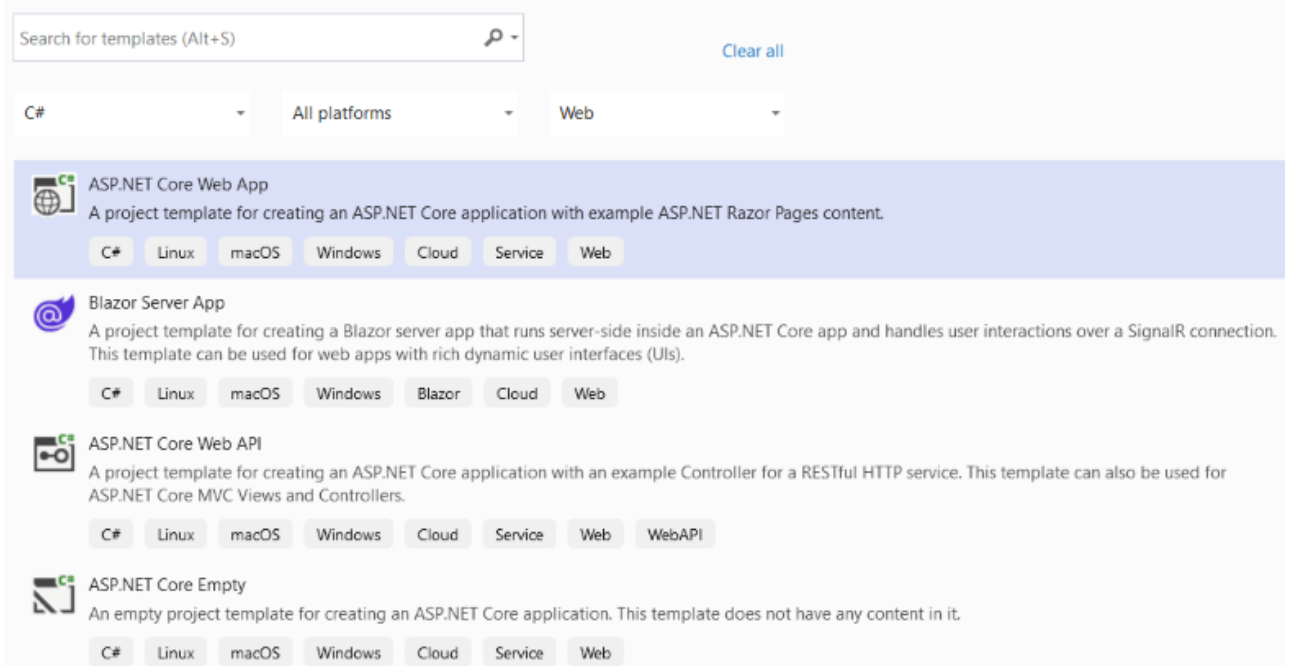 Search for templates (Alt+S)
Clear all
C#
All platforms
Web
C#
ASP.NET Core Web App
A project template for creating an ASP.NET Core application with example ASP.NET Razor Pages content.
C# Linux macOS Windows Cloud Service Web
Blazor Server App
A project template for creating a Blazor server app that runs server-side inside an ASP.NET Core app and handles user interactions over a SignalR connection.
This template can be used for web apps with rich dynamic user interfaces (UIs).
C# Linux macOS Windows Blazor Cloud Web
C#
ASP.NET Core Web API
A project template for creating an ASP.NET Core application with an example Controller for a RESTful HTTP service. This template can also be used for
ASP.NET Core MVC Views and Controllers.
C# Linux macOS Windows Cloud Service Web WebAPI
C#
ASP.NET Core Empty
An empty project template for creating an ASP.NET Core application. This template does not have any content in it.
C# Linux macOS Windows Cloud Service Web